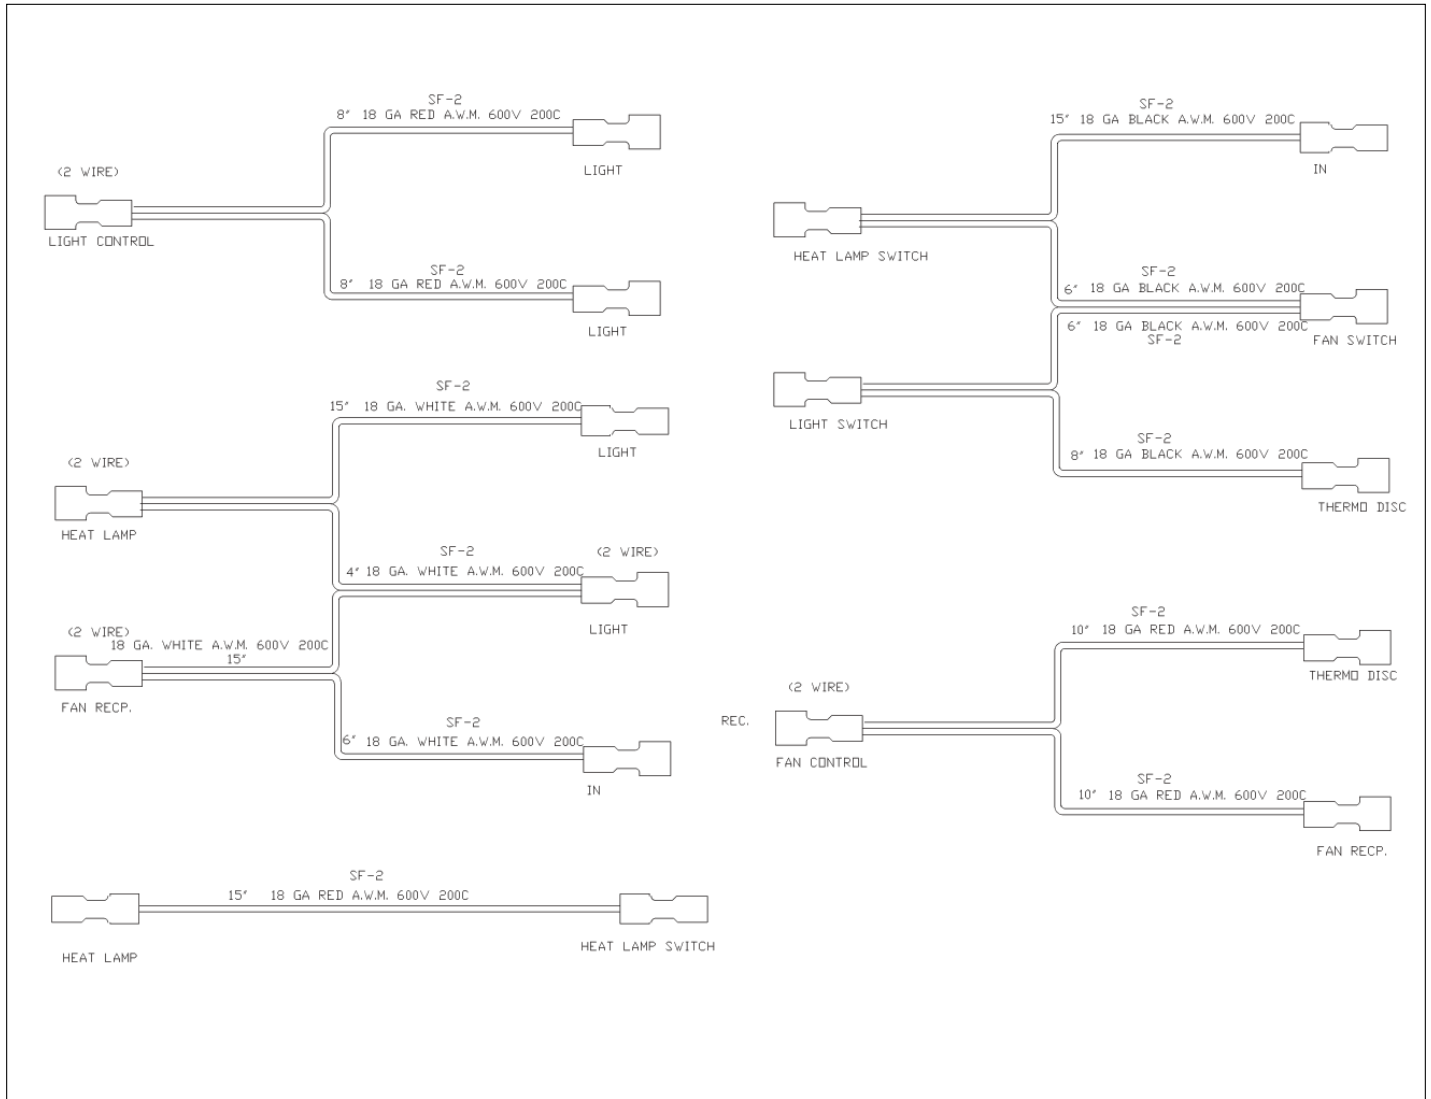 SF-2
8" 18 GA RED A.W.M. 600V 200C
LIGHT
(2 WIRE)
LIGHT CONTROL
SF-2
8" 18 GA RED A.W.M. 600V 200C
LIGHT
SF-2
15" 18 GA. WHITE A.W.M. 600V 200C
LIGHT
(2 WIRE)
HEAT LAMP
SF-2
(2 WIRE)
4" 18 GA. WHITE A.W.M. 600V 200C
LIGHT
(2 WIRE)
18 GA. WHITE A.W.M. 600V 200C
15"
FAN RECP.
SF-2
6" 18 GA. WHITE A.W.M. 600V 200C
IN
SF-2
15" 18 GA RED A.W.M. 600V 200C
HEAT LAMP
HEAT LAMP SWITCH
SF-2
15" 18 GA BLACK A.W.M. 600V 200C
IN
HEAT LAMP SWITCH
SF-2
6" 18 GA BLACK A.W.M. 600V 200C
6" 18 GA BLACK A.W.M. 600V 200C
SF-2
FAN SWITCH
LIGHT SWITCH
SF-2
8" 18 GA BLACK A.W.M. 600V 200C
THERMO DISC
SF-2
10" 18 GA RED A.W.M. 600V 200C
THERMO DISC
(2 WIRE)
REC.
FAN CONTROL
SF-2
10" 18 GA RED A.W.M. 600V 200C
FAN RECP.